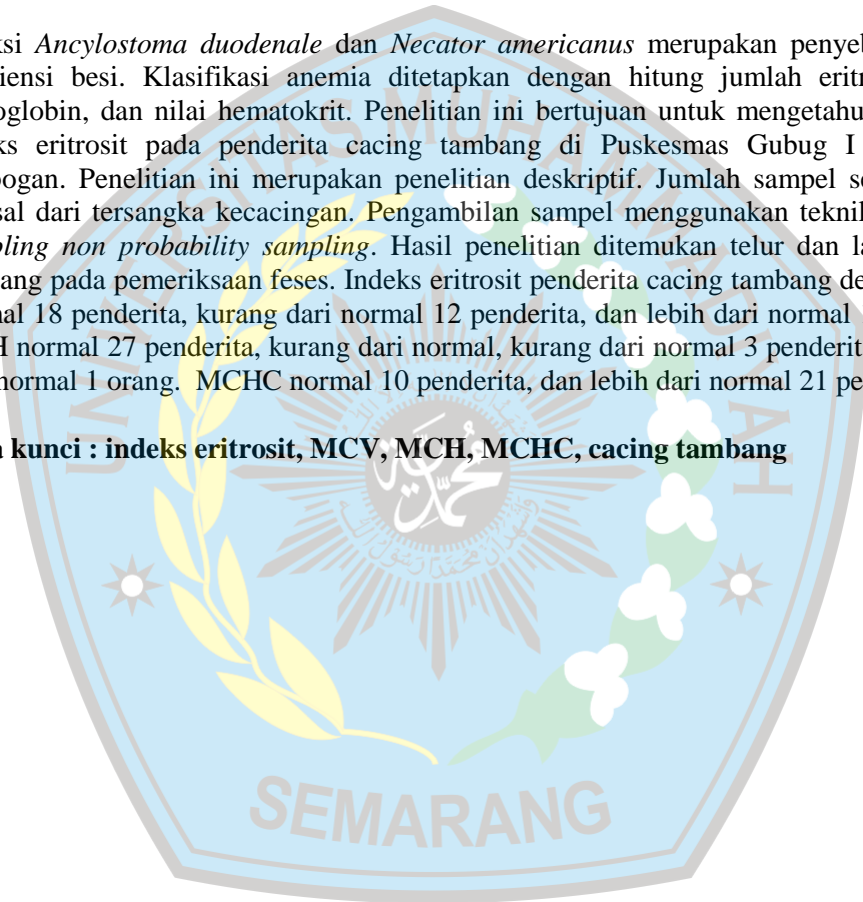 ksi Ancylostoma duodenale dan Necator americanus merupakan penyeb
iensi besi. Klasifikasi anemia ditetapkan dengan hitung jumlah eritr
oglobin, dan nilai hematokrit. Penelitian ini bertujuan untuk mengetahu
ks eritrosit pada penderita cacing tambang di Puskesmas Gubug I
ogan. Penelitian ini merupakan penelitian deskriptif. Jumlah sampel se
sal dari tersangka kecacingan. Pengambilan sampel menggunakan teknik
pling non probability sampling. Hasil penelitian ditemukan telur dan la
ang pada pemeriksaan feses. Indeks eritrosit penderita cacing tambang de
nal 18 penderita, kurang dari normal 12 penderita, dan lebih dari normal
H normal 27 penderita, kurang dari normal, kurang dari normal 3 penderit
normal 1 orang. MCHC normal 10 penderita, dan lebih dari normal 21 pe
a kunci : indeks eritrosit, MCV, MCH, MCHC, cacing tambang
UNIVERSITAS MUHAMMADIYAH
SEMARANG